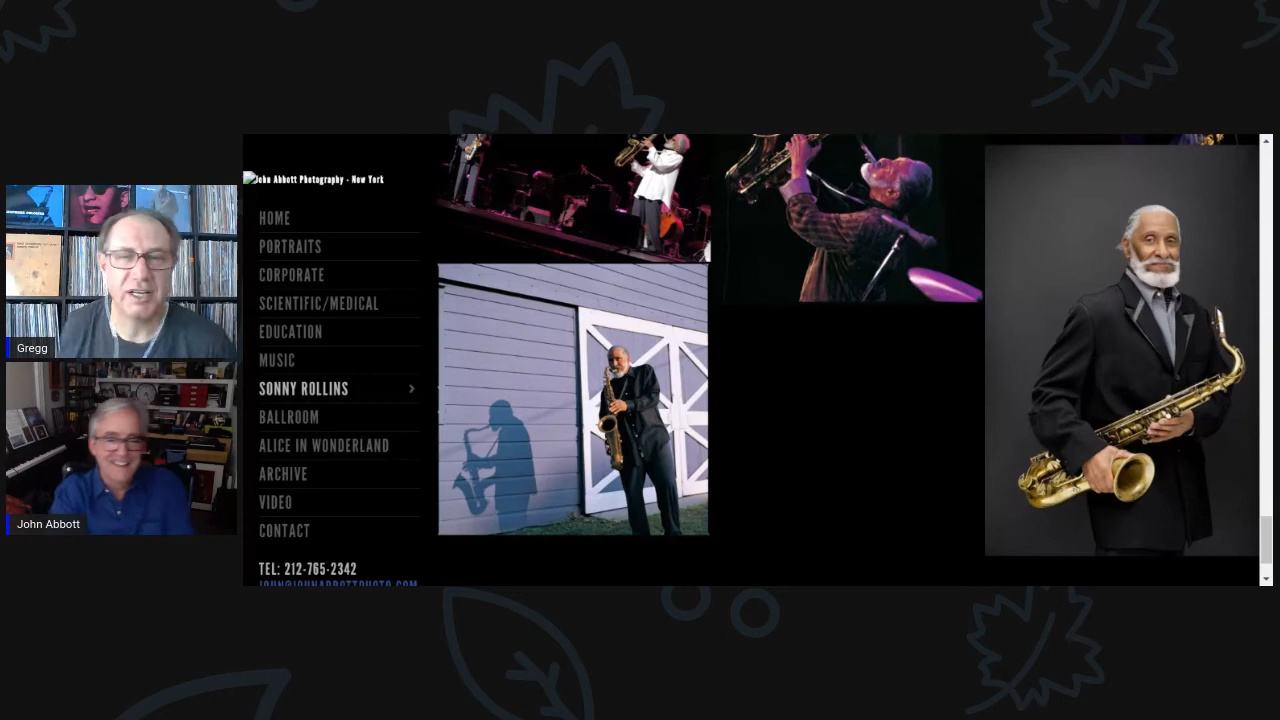 John Abbott Photography - New York
HOME
PORTRAITS
CORPORATE
SCIENTIFIC/MEDICAL
EDUCATION
MUSIC
SONNY ROLLINS
BALLROOM
ALICE IN WONDERLAND
ARCHIVE
VIDEO
CONTACT
TEL: 212-765-2342
Gregg
John Abbott